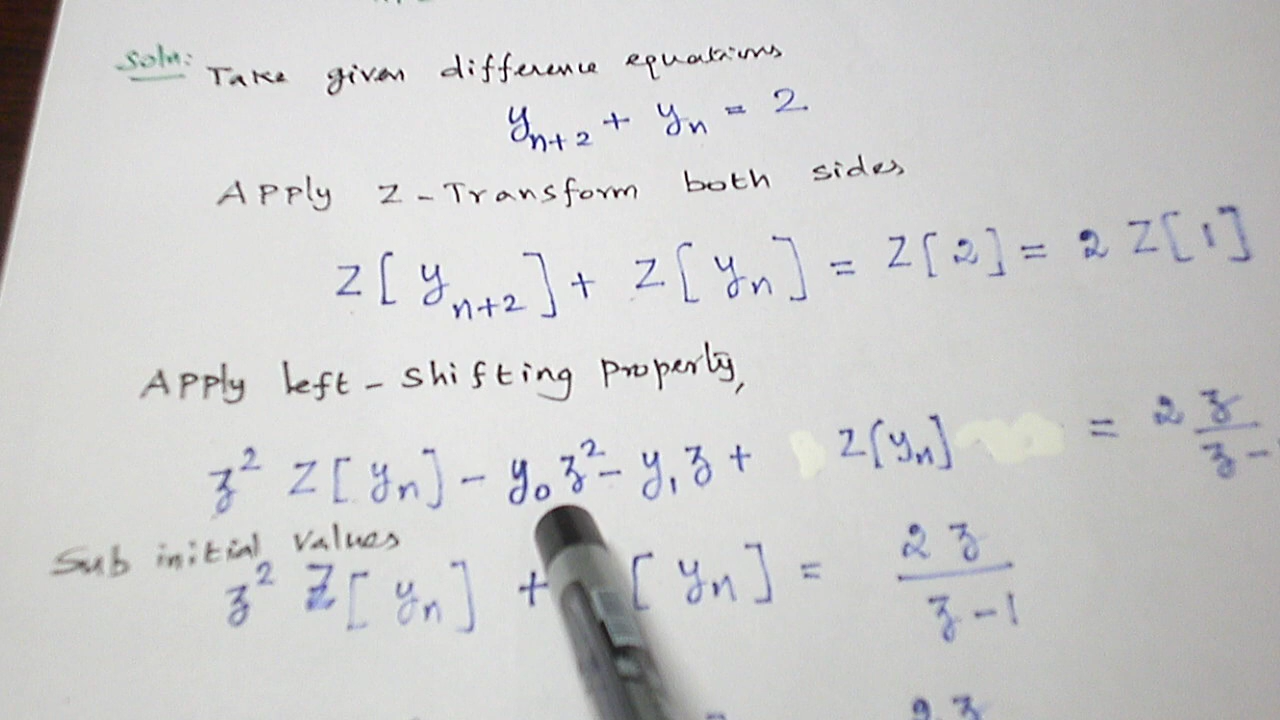 Soln: Take given difference equations
y_{n+2} + y_n = 2
Apply Z-Transform both sides
Z[y_{n+2}] + Z[y_n] = Z[2] = 2 Z[1]
Apply left-shifting property,
z^2 Z[y_n] - y_0 z^2 - y_1 z + Z[y_n] = 2 z/z-
Sub initial values
z^2 Z[y_n] + [y_n] = 2z/z-1
2z